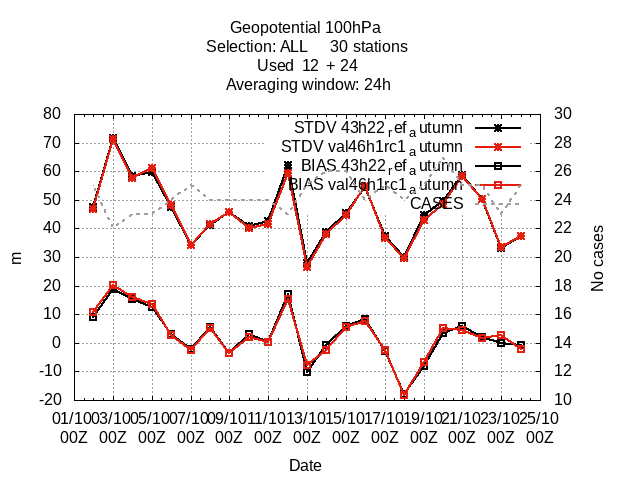 Geopotential 100hPa
Selection: ALL     30 stations
Used  12  + 24
Averaging window: 24h
80 30
70 28
60 26
50 24
40 22
30 20
20 18
10 16
0 14
-10 12
-20 10
STDV 43h22_ref_autumn
STDV val46h1rc1_autumn
BIAS 43h22_ref_autumn
BIAS val46h1rc1_autumn
CASES
m
No cases
01/10 03/10 05/10 07/10 09/10 11/10 13/10 15/10 17/10 19/10 21/10 23/10 25/10
00Z 00Z 00Z 00Z 00Z 00Z 00Z 00Z 00Z 00Z 00Z 00Z 00Z
Date